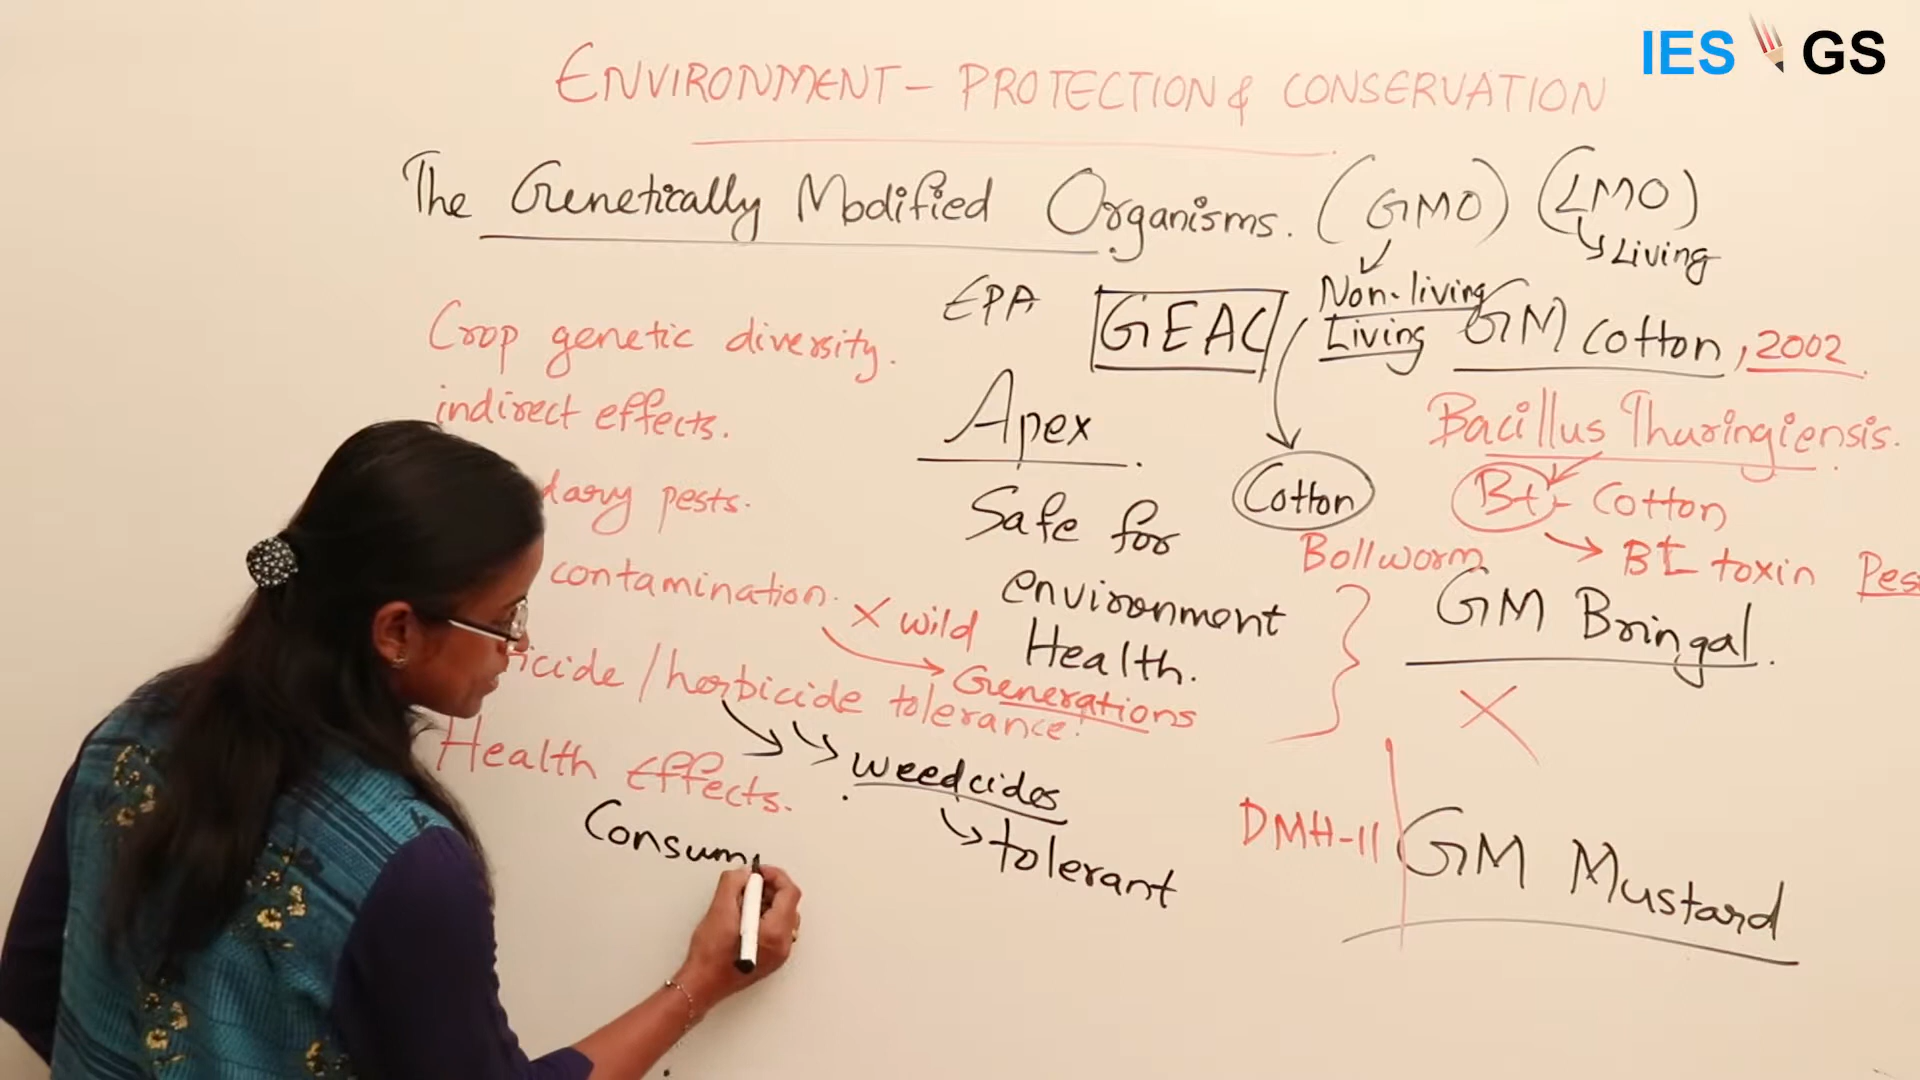 IES GS
ENVIRONMENT - PROTECTION & CONSERVATION
The Genetically Modified Organisms. (GMO) (LMO)
Living
Non-living
Living
EPA
GEAC
GM cotton, 2002
Crop genetic diversity.
indirect effects.
dary pests.
contamination.
X wild
Generations
icide / herbicide tolerance.
Health Effects.
Consum
weedcides
tolerant
Apex
Safe for
environment
Health.
Cotton
Bacillus Thuringiensis.
Bt - Cotton
Bt toxin Pes
Bollworm
GM Bringal.
X
DMH-11
GM Mustard